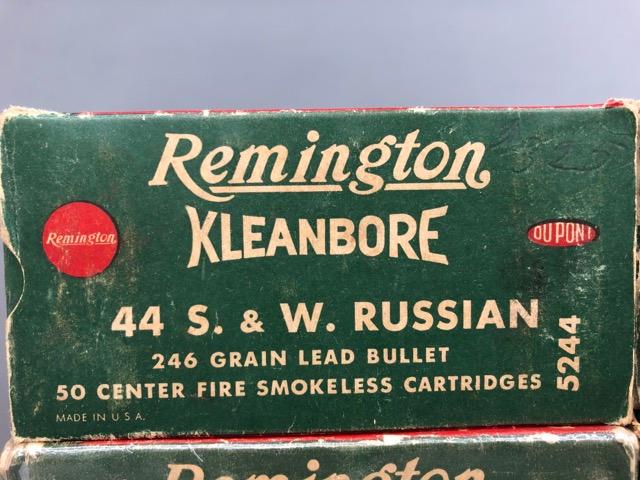 Remington
KLEANBORE
Remington
DU PONT
44 S. & W. RUSSIAN
246 GRAIN LEAD BULLET
50 CENTER FIRE SMOKELESS CARTRIDGES
5244
MADE IN U.S.A.
Remington